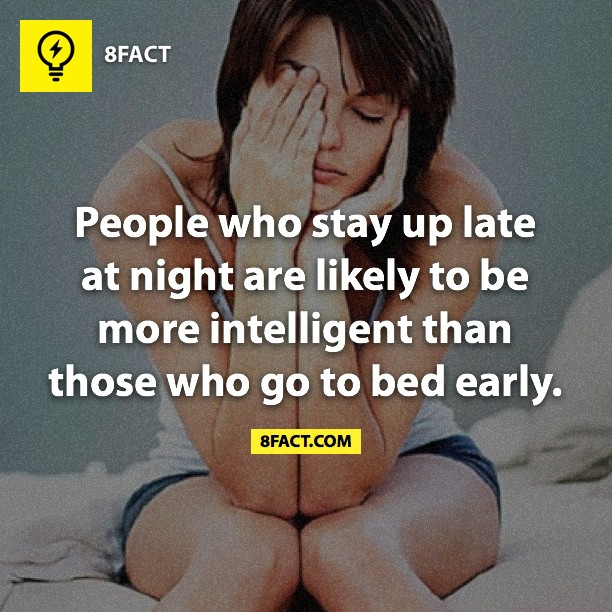 8FACT
People who stay up late
at night are likely to be
more intelligent than
those who go to bed early.
8FACT.COM